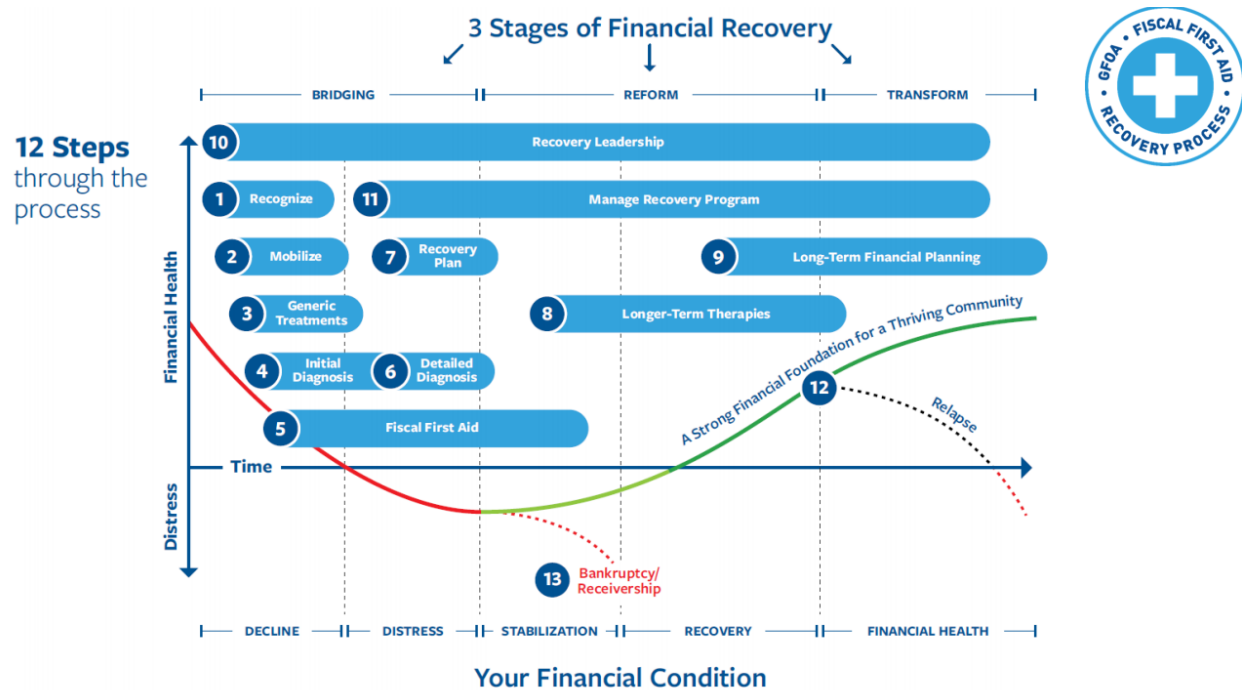 3 Stages of Financial Recovery
GFOA • FISCAL FIRST AID • RECOVERY PROCESS •
BRIDGING
REFORM
TRANSFORM
12 Steps
through the
process
10
Recovery Leadership
1
Recognize
11
Manage Recovery Program
2
Mobilize
7
Recovery
Plan
9
Long-Term Financial Planning
3
Generic
Treatments
8
Longer-Term Therapies
4
Initial
Diagnosis
6
Detailed
Diagnosis
5
Fiscal First Aid
12
A Strong Financial Foundation for a Thriving Community
Relapse
Financial Health
Time
Distress
13
Bankruptcy/
Receivership
DECLINE
DISTRESS
STABILIZATION
RECOVERY
FINANCIAL HEALTH
Your Financial Condition